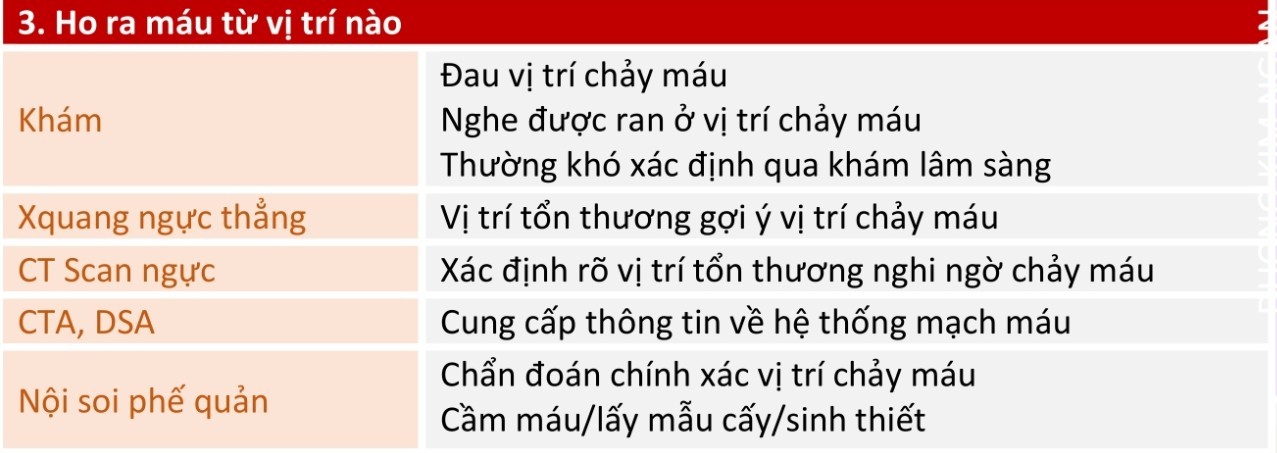 3. Ho ra máu từ vị trí nào
Khám
Đau vị trí chảy máu
Nghe được ran ở vị trí chảy máu
Thường khó xác định qua khám lâm sàng
Xquang ngực thẳng
Vị trí tổn thương gợi ý vị trí chảy máu
CT Scan ngực
Xác định rõ vị trí tổn thương nghi ngờ chảy máu
CTA, DSA
Cung cấp thông tin về hệ thống mạch máu
Nội soi phế quản
Chẩn đoán chính xác vị trí chảy máu
Cầm máu/lấy mẫu cấy/sinh thiết
KIM NGAN